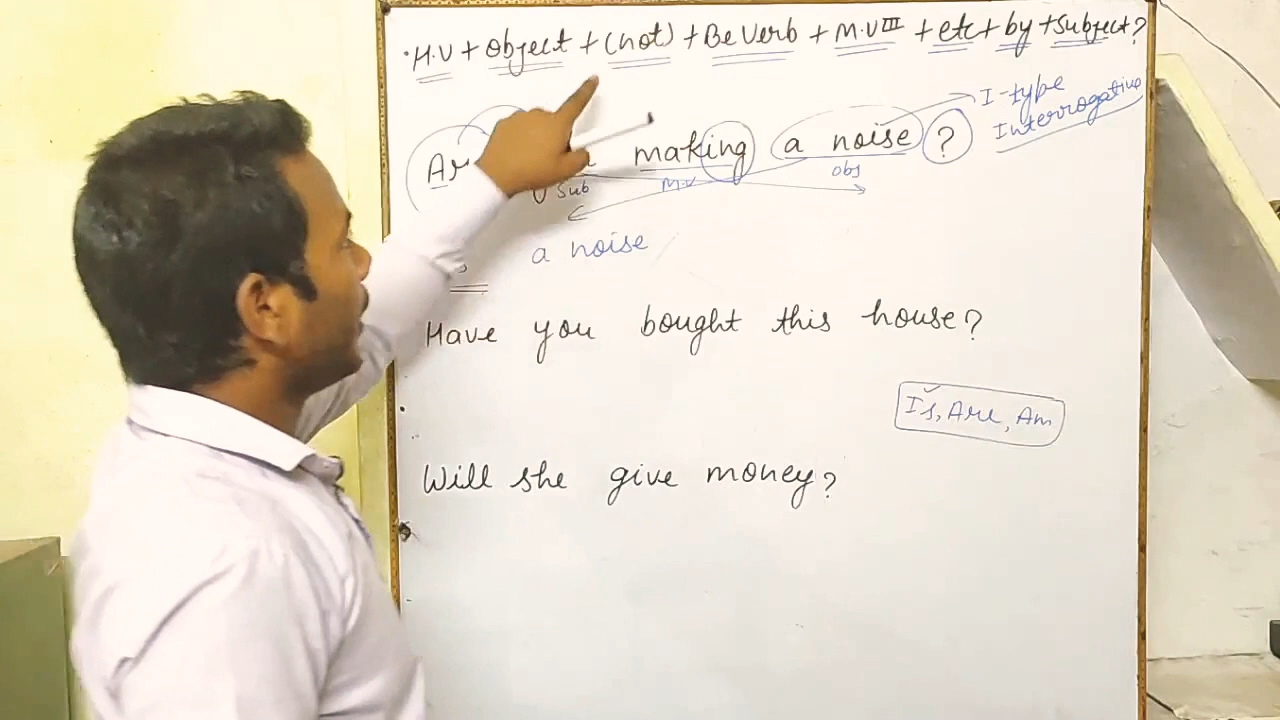 • H.V + Object + (not) + Be Verb + M.V III + etc + by + Subject?
I-type
Interrogative
making a noise ?
Sub M.V obj
a noise
Have you bought this house?
Is, Are, Am
Will she give money?